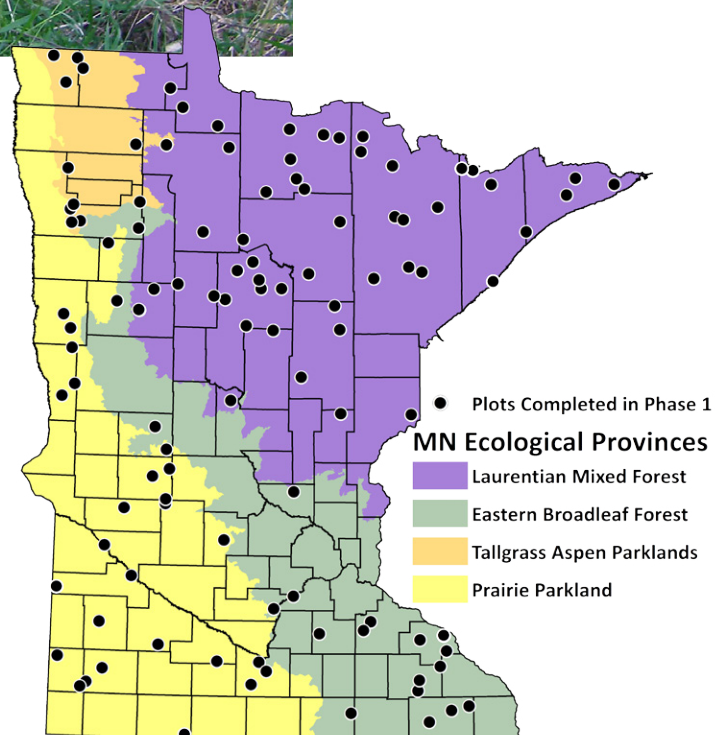 Plots Completed in Phase 1
MN Ecological Provinces
Laurentian Mixed Forest
Eastern Broadleaf Forest
Tallgrass Aspen Parklands
Prairie Parkland